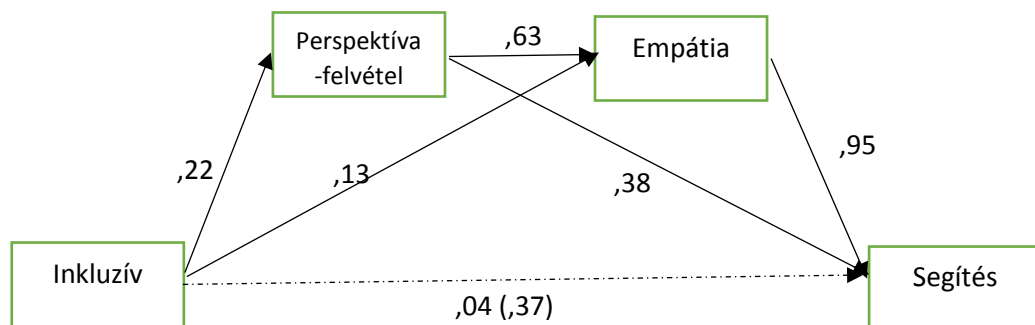 ,63
Perspektíva
-felvétel
Empátia
,95
,22
,13
,38
Inkluzív
Segítés
,04 (,37)